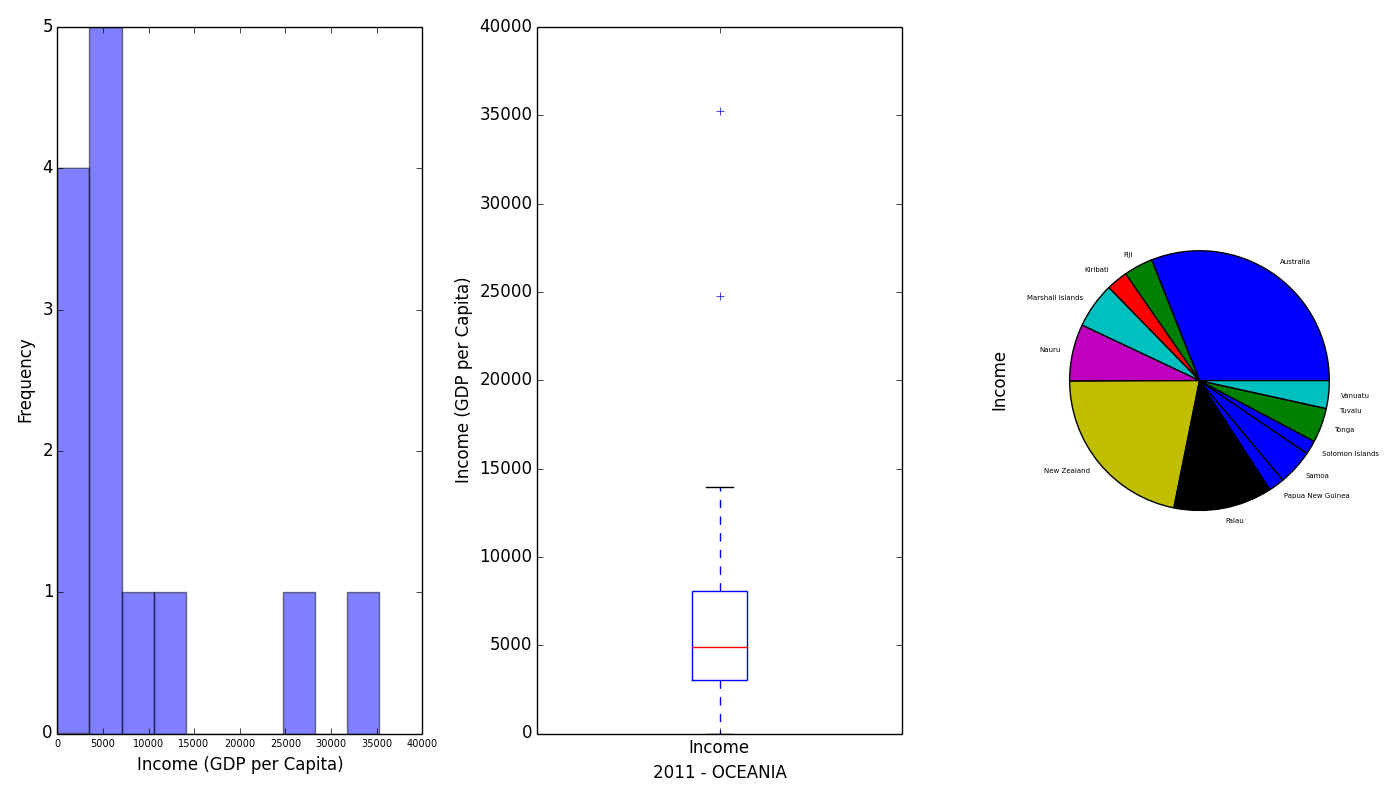 5
4
3
2
1
0
Frequency
0 5000 10000 15000 20000 25000 30000 35000 40000
Income (GDP per Capita)
40000
35000
30000
25000
20000
15000
10000
5000
0
Income (GDP per Capita)
Income
2011 - OCEANIA
Income
Australia
Fiji
Kiribati
Marshall Islands
Nauru
New Zealand
Palau
Papua New Guinea
Samoa
Solomon Islands
Tonga
Tuvalu
Vanuatu